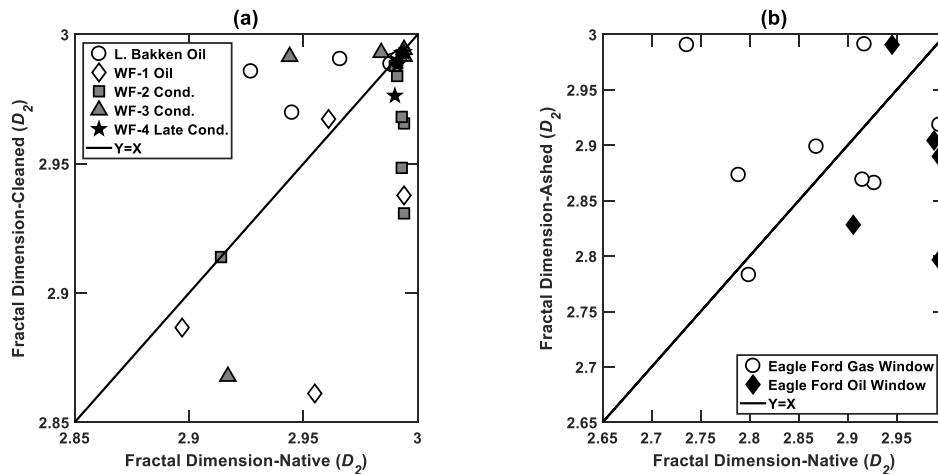 (a)
3
2.95
2.9
2.85
2.85
2.9
2.95
3
Fractal Dimension-Cleaned (D2)
Fractal Dimension-Native (D2)
L. Bakken Oil
WF-1 Oil
WF-2 Cond.
WF-3 Cond.
WF-4 Late Cond.
Y=X
(b)
3
2.95
2.9
2.85
2.8
2.75
2.7
2.65
2.65
2.7
2.75
2.8
2.85
2.9
2.95
Fractal Dimension-Ashed (D2)
Fractal Dimension-Native (D2)
Eagle Ford Gas Window
Eagle Ford Oil Window
Y=X